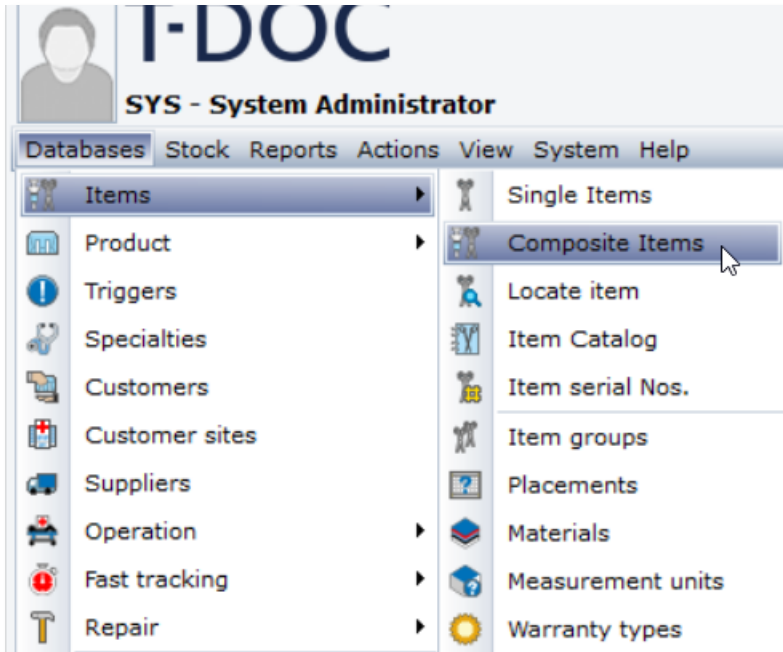 T-DOC
SYS - System Administrator
Databases Stock Reports Actions View System Help
Items
Product
Triggers
Specialties
Customers
Customer sites
Suppliers
Operation
Fast tracking
Repair
Single Items
Composite Items
Locate item
Item Catalog
Item serial Nos.
Item groups
Placements
Materials
Measurement units
Warranty types